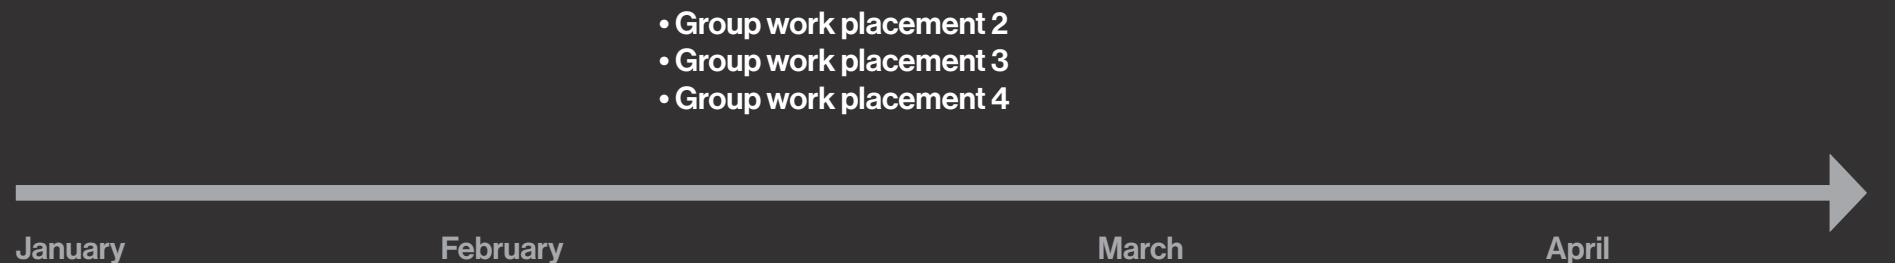 • Group work placement 2
• Group work placement 3
• Group work placement 4
January February March April